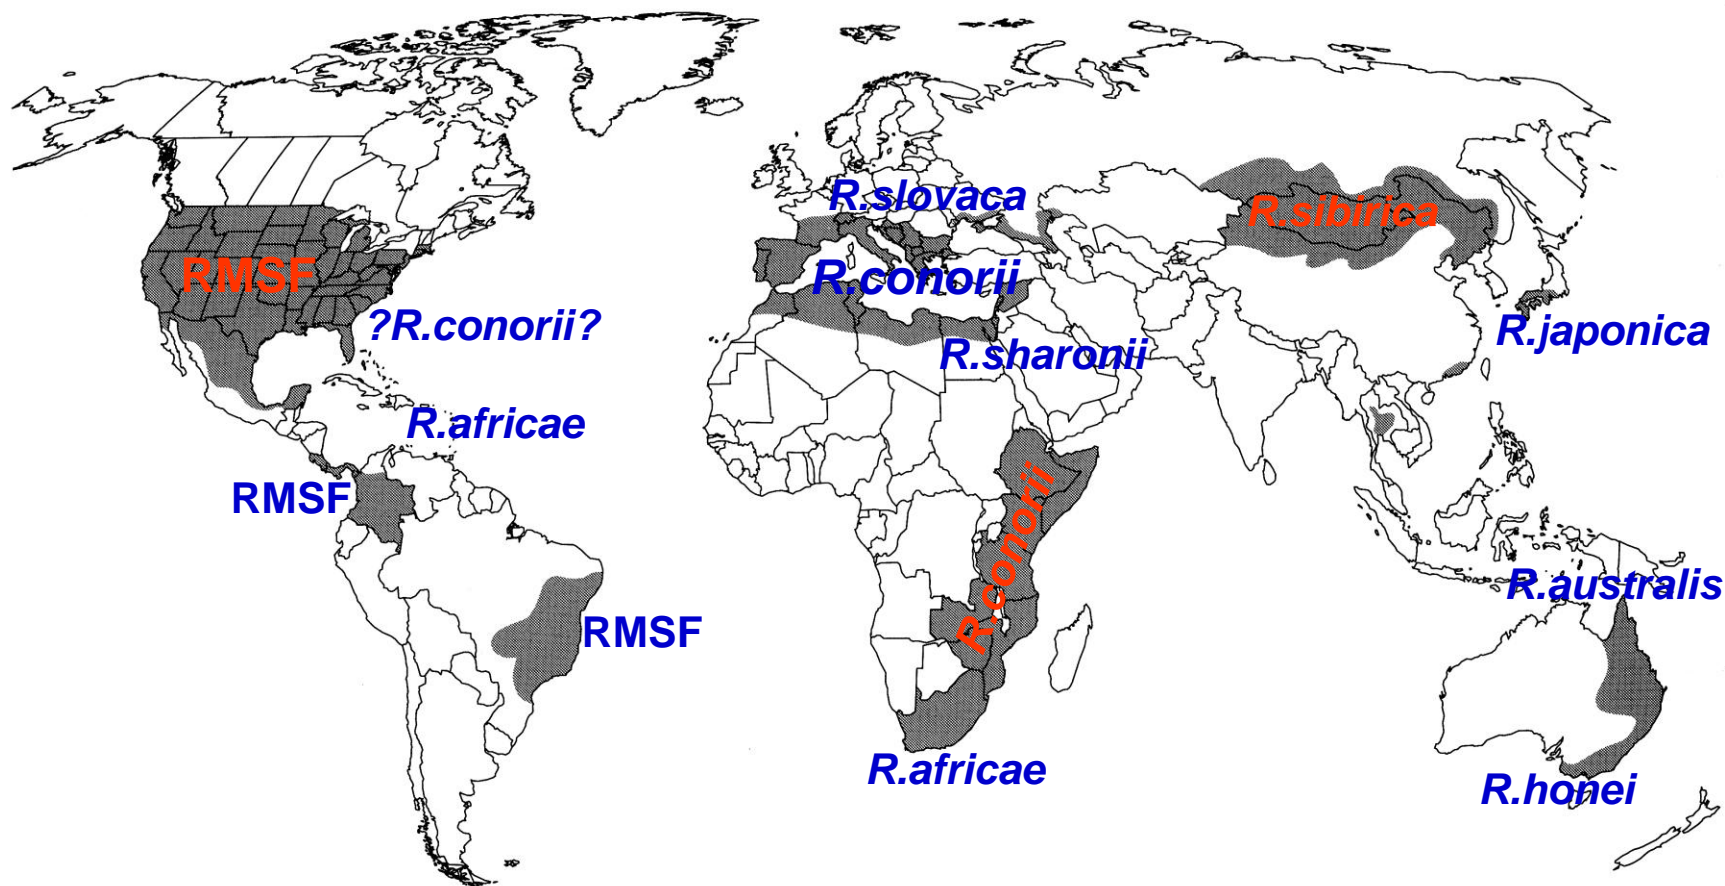 R.slovaca
R.sibirica
RMSF
R.conorii
?R.conorii?
R.japonica
R.sharonii
R.africae
RMSF
R.conorii
R.australis
RMSF
R.africae
R.honei